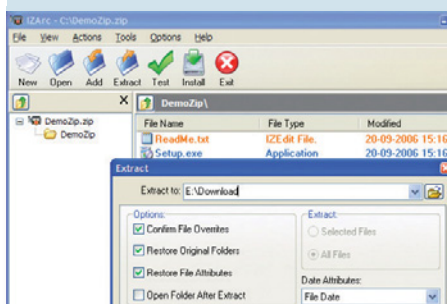 IZArc - C:\DemoZip.zip
File View Actions Tools Options Help
New Open Add Extract Test Install Exit
X DemoZip\
DemoZip.zip File Name File Type Modified
DemoZip ReadMe.txt IZEdit File. 20-09-2006 15:16
Setup.exe Application 20-09-2006 15:16
Extract
Extract to: E:\Download
Options: Extract:
Confirm File Overrites Selected Files
Restore Original Folders All Files
Restore File Attributes Date Attributes:
Open Folder After Extract File Date